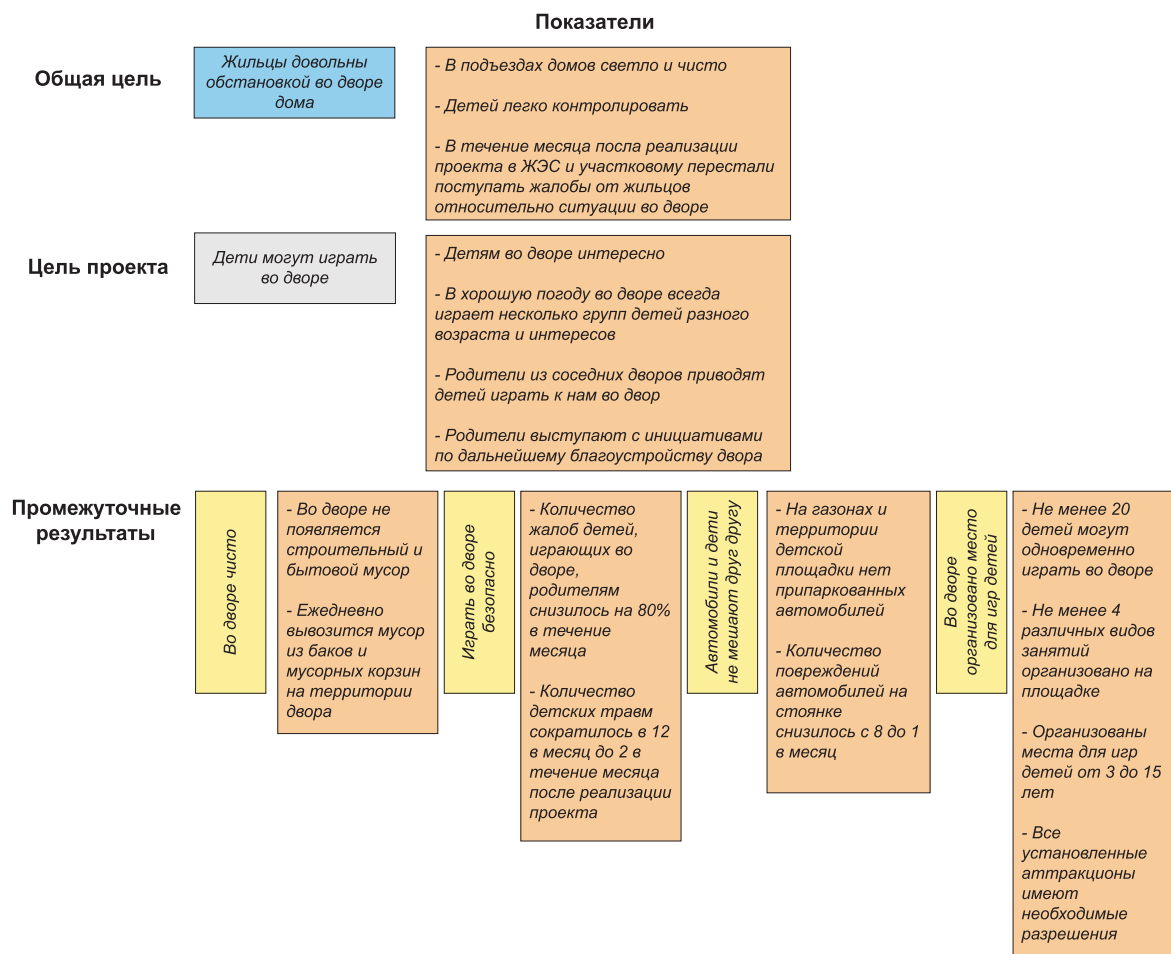 Показатели
Общая цель
Жильцы довольны
обстановкой во дворе
дома
- В подъездах домов светло и чисто
- Детей легко контролировать
- В течение месяца посла реализации
проекта в ЖЭС и участковому перестали
поступать жалобы от жильцов
относительно ситуации во дворе
Цель проекта
Дети могут играть
во дворе
- Детям во дворе интересно
- В хорошую погоду во дворе всегда
играет несколько групп детей разного
возраста и интересов
- Родители из соседних дворов приводят
детей играть к нам во двор
- Родители выступают с инициативами
по дальнейшему благоустройству двора
Промежуточные
результаты
Во дворе чисто
- Во дворе не
появляется
строительный и
бытовой мусор
- Ежедневно
вывозится мусор
из баков и
мусорных корзин
на территории
двора
Играть во дворе
безопасно
- Количество
жалоб детей,
играющих во
дворе,
родителям
снизилось на 80%
в течение
месяца
- Количество
детских травм
сократилось в 12
в месяц до 2 в
течение месяца
после реализации
проекта
Автомобили и дети
не мешают друг другу
- На газонах и
территории
детской
площадки нет
припаркованных
автомобилей
- Количество
повреждений
автомобилей на
стоянке
снизилось с 8 до 1
в месяц
Во дворе
организовано место
для игр детей
- Не менее 20
детей могут
одновременно
играть во дворе
- Не менее 4
различных видов
занятий
организовано на
площадке
- Организованы
места для игр
детей от 3 до 15
лет
- Все
установленные
аттракционы
имеют
необходимые
разрешения